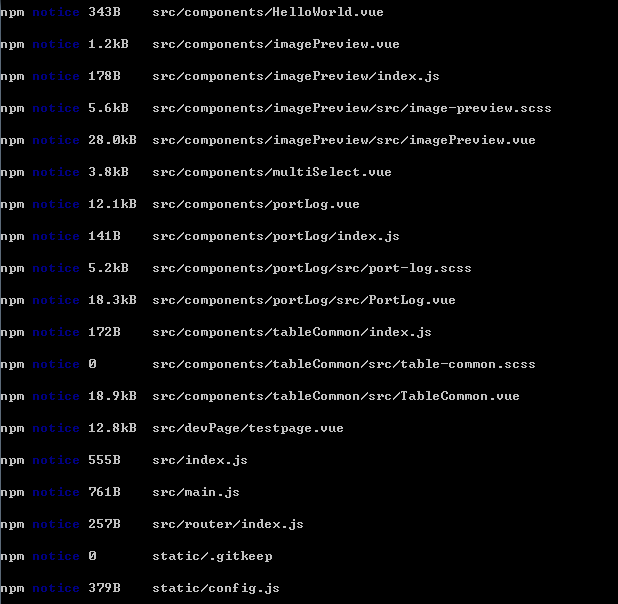 npm notice 343B src/components/HelloWorld.vue
npm notice 1.2kB src/components/imagePreview.vue
npm notice 178B src/components/imagePreview/index.js
npm notice 5.6kB src/components/imagePreview/src/image-preview.scss
npm notice 28.0kB src/components/imagePreview/src/imagePreview.vue
npm notice 3.8kB src/components/multiSelect.vue
npm notice 12.1kB src/components/portLog.vue
npm notice 141B src/components/portLog/index.js
npm notice 5.2kB src/components/portLog/src/port-log.scss
npm notice 18.3kB src/components/portLog/src/PortLog.vue
npm notice 172B src/components/tableCommon/index.js
npm notice 0 src/components/tableCommon/src/table-common.scss
npm notice 18.9kB src/components/tableCommon/src/TableCommon.vue
npm notice 12.8kB src/devPage/testpage.vue
npm notice 555B src/index.js
npm notice 761B src/main.js
npm notice 257B src/router/index.js
npm notice 0 static/.gitkeep
npm notice 379B static/config.js